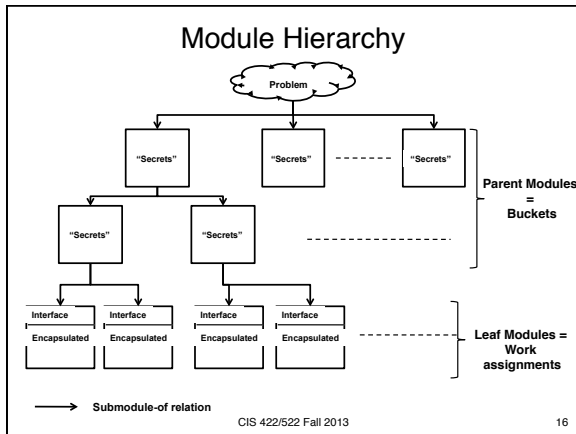 Module Hierarchy
Problem
“Secrets” “Secrets” “Secrets”
Parent Modules
=
Buckets
“Secrets” “Secrets”
Interface Interface Interface Interface
Encapsulated Encapsulated Encapsulated Encapsulated
Leaf Modules =
Work
assignments
Submodule-of relation
CIS 422/522 Fall 2013 16